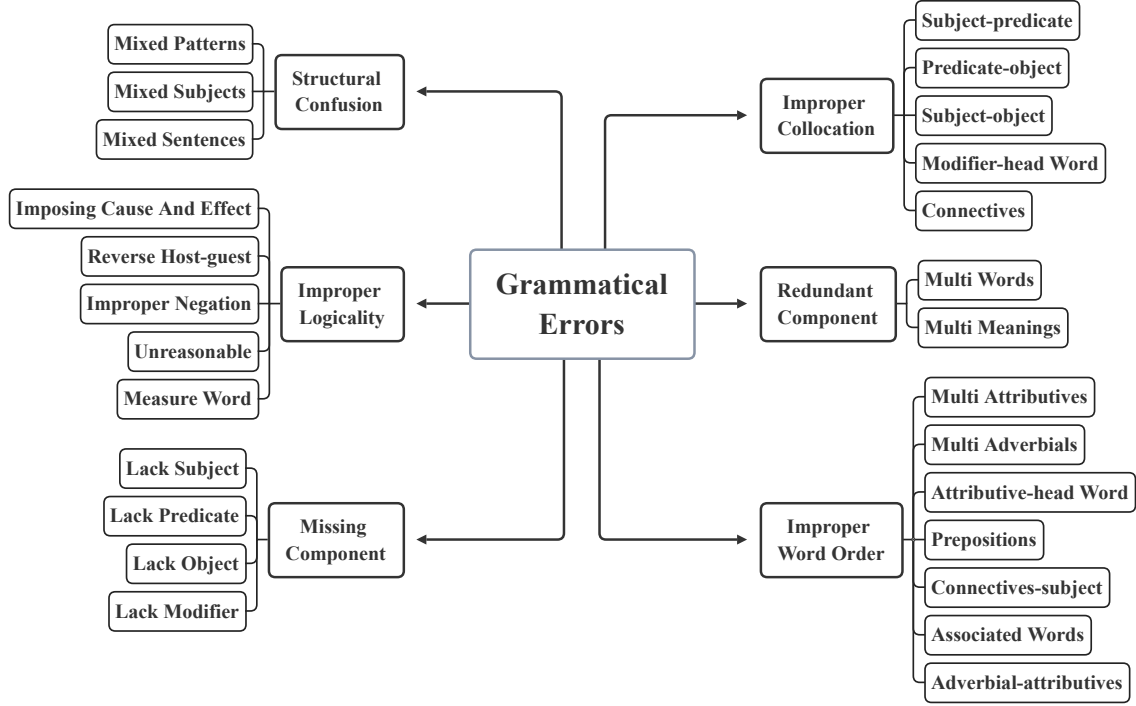 Grammatical
Errors
Structural
Confusion
Mixed Patterns
Mixed Subjects
Mixed Sentences
Improper
Logicality
Imposing Cause And Effect
Reverse Host-guest
Improper Negation
Unreasonable
Measure Word
Missing
Component
Lack Subject
Lack Predicate
Lack Object
Lack Modifier
Improper
Collocation
Subject-predicate
Predicate-object
Subject-object
Modifier-head Word
Connectives
Redundant
Component
Multi Words
Multi Meanings
Improper
Word Order
Multi Attributives
Multi Adverbials
Attributive-head Word
Prepositions
Connectives-subject
Associated Words
Adverbial-attributives